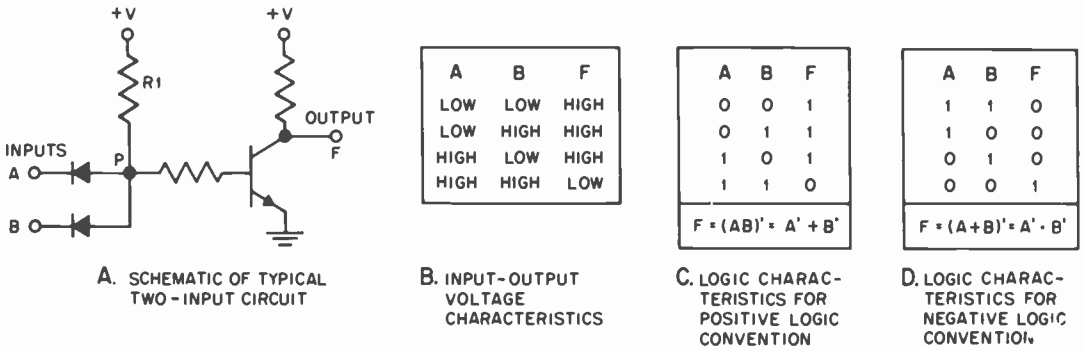 +V
+V
R1
OUTPUT
F
INPUTS
A
P
B
A. SCHEMATIC OF TYPICAL
TWO-INPUT CIRCUIT
A B F
LOW LOW HIGH
LOW HIGH HIGH
HIGH LOW HIGH
HIGH HIGH LOW
B. INPUT-OUTPUT
VOLTAGE
CHARACTERISTICS
A B F
0 0 1
0 1 1
1 0 1
1 1 0
F = (AB)' = A' + B'
C. LOGIC CHARAC-
TERISTICS FOR
POSITIVE LOGIC
CONVENTION
A B F
1 1 0
1 0 0
0 1 0
0 0 1
F = (A+B)' = A' · B'
D. LOGIC CHARAC-
TERISTICS FOR
NEGATIVE LOGIC
CONVENTION